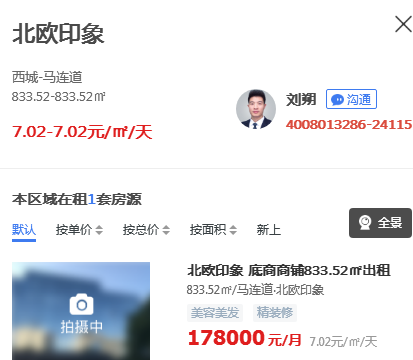 北欧印象
西城-马连道
833.52-833.52㎡
7.02-7.02元/㎡/天
刘朔 沟通
4008013286-24115
本区域在租1套房源
全景
默认 按单价 按总价 按面积 新上
北欧印象 底商商铺833.52㎡出租
833.52㎡/马连道·北欧印象
美容美发 精装修
178000元/月 7.02元/㎡/天
拍摄中